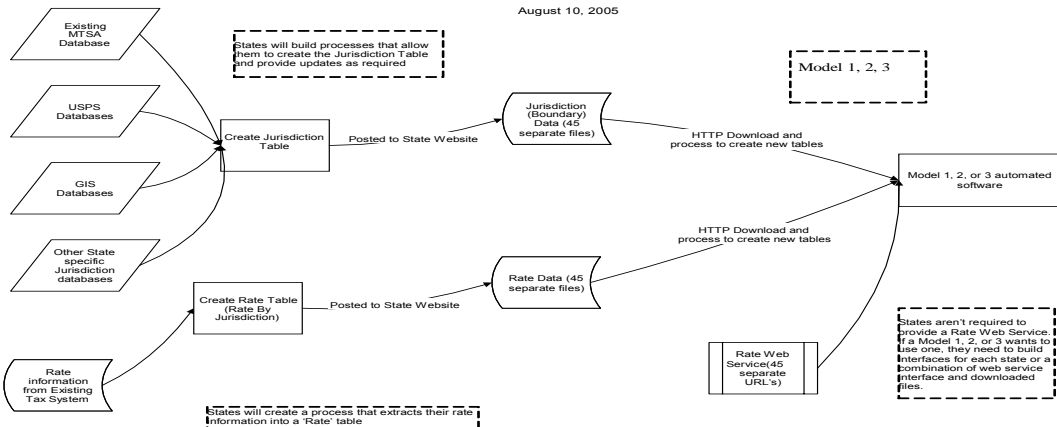 August 10, 2005
Existing
MTSA
Database
States will build processes that allow
them to create the Jurisdiction Table
and provide updates as required
Model 1, 2, 3
USPS
Databases
Create Jurisdiction
Table
Posted to State Website
Jurisdiction
(Boundary)
Data (45
separate files)
HTTP Download and
process to create new tables
Model 1, 2, or 3 automated
software
GIS
Databases
Other State
specific
Jurisdiction
databases
HTTP Download and
process to create new tables
Create Rate Table
(Rate By
Jurisdiction)
Posted to State Website
Rate Data (45
separate files)
Rate
information
from Existing
Tax System
Rate Web
Service(45
separate
URL's)
States aren't required to
provide a Rate Web Service.
If a Model 1, 2, or 3 wants to
use one, they need to build
interfaces for each state or a
combination of web service
interface and downloaded
files.
States will create a process that extracts their rate
information into a 'Rate' table